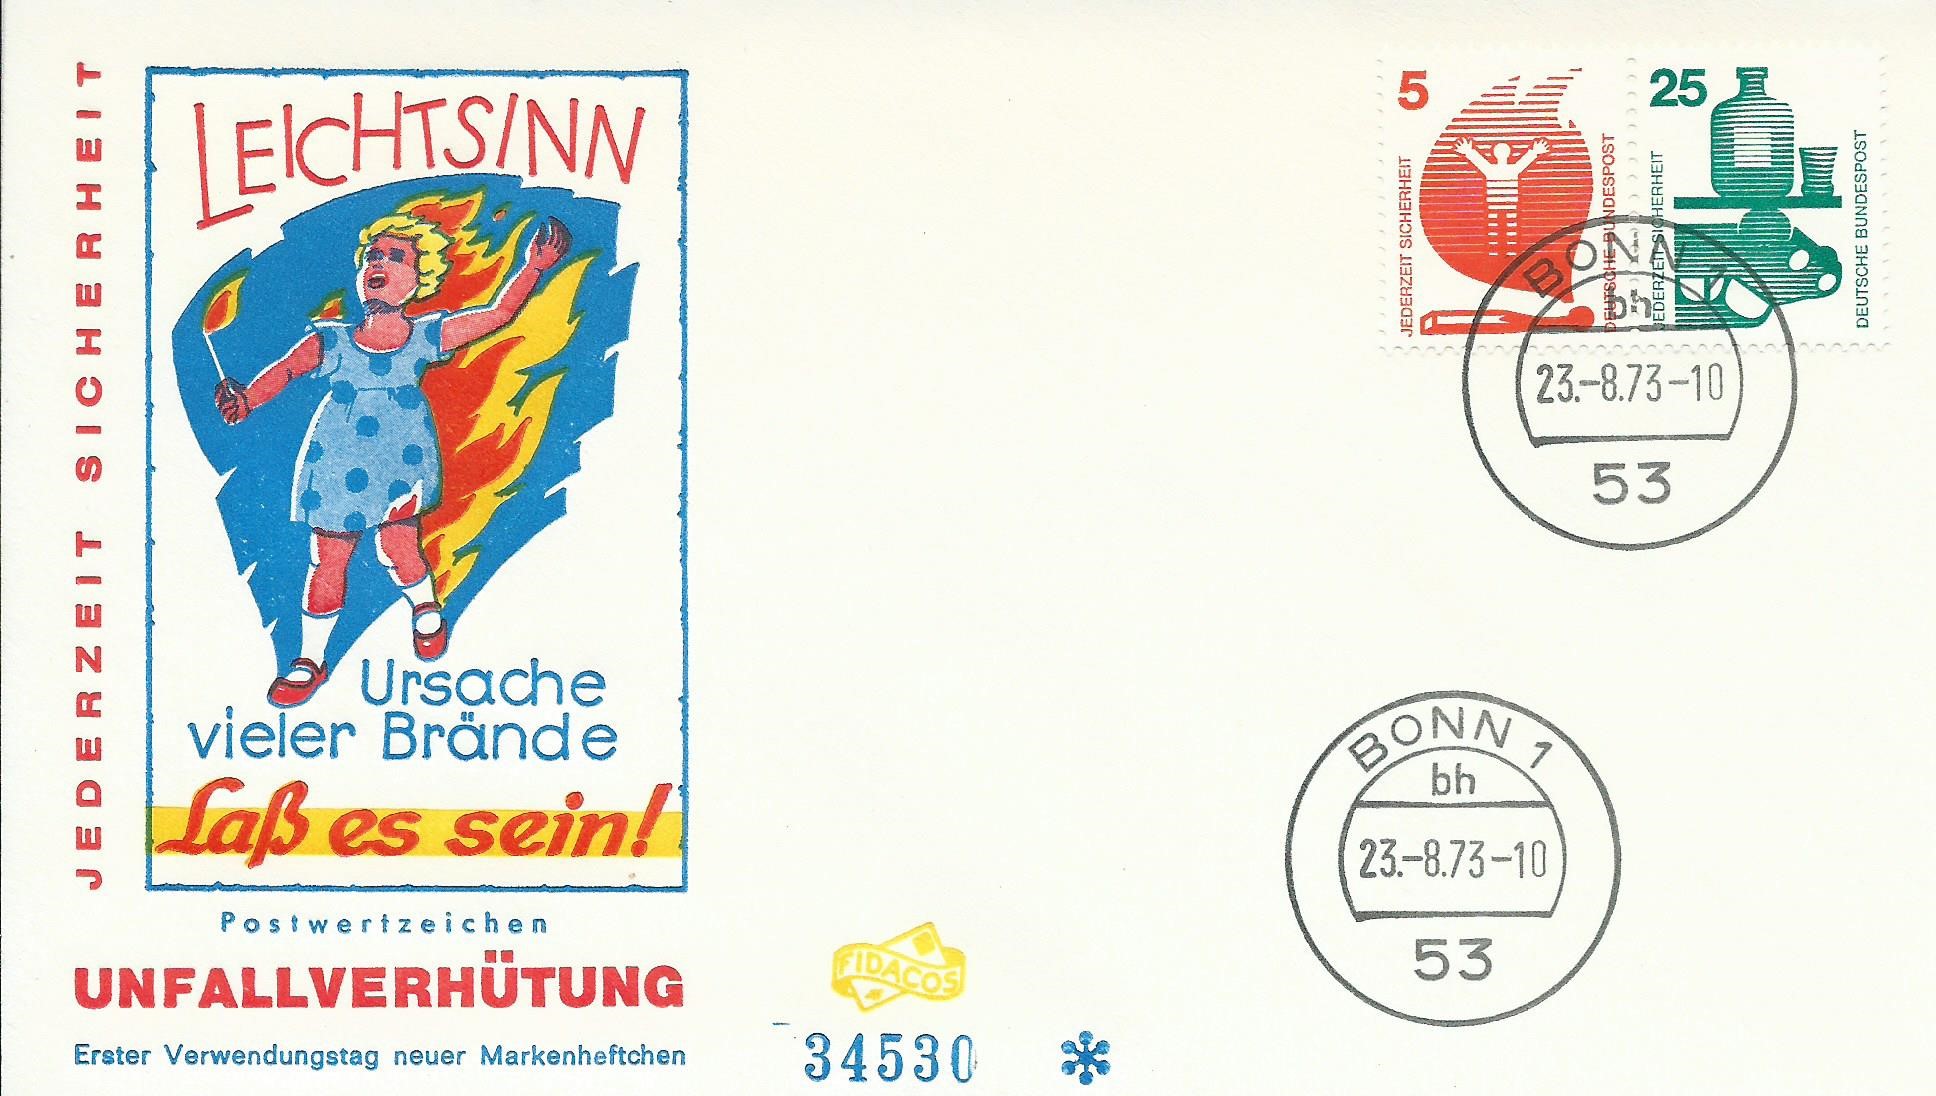 JEDERZEIT SICHERHEIT
LEICHTSINN
Ursache
vieler Brände
Laß es sein!
Postwertzeichen
UNFALLVERHÜTUNG
Erster Verwendungstag neuer Markenheftchen
FIDACOS
34530
5
JEDERZEIT SICHERHEIT
DEUTSCHE BUNDESPOST
25
JEDERZEIT SICHERHEIT
DEUTSCHE BUNDESPOST
BONN 1
bh
23.-8.73-10
53
BONN 1
bh
23.-8.73-10
53